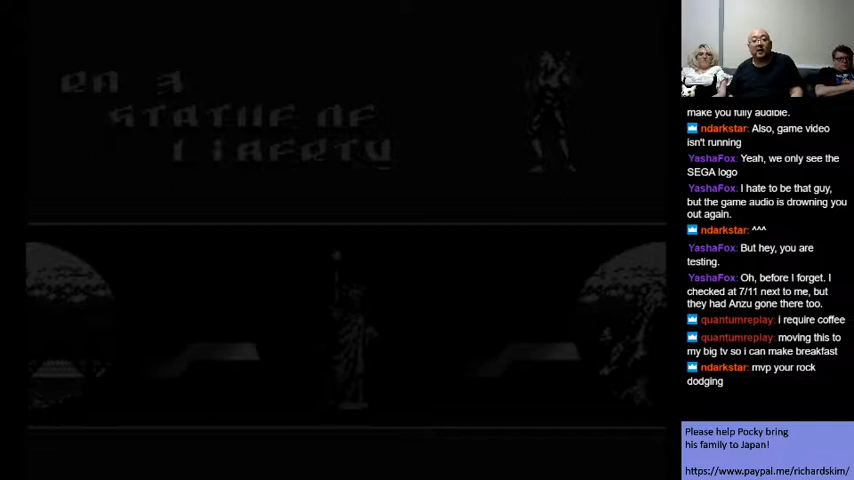 ON A
STATUE OF
LIBERTY
make you fully audible.
ndarkstar: Also, game video
isn't running
YashaFox: Yeah, we only see the
SEGA logo
YashaFox: I hate to be that guy,
but the game audio is drowning you
out again.
ndarkstar: ^^^
YashaFox: But hey, you are
testing.
YashaFox: Oh, before I forget. I
checked at 7/11 next to me, but
they had Anzu gone there too.
quantumreplay: i require coffee
quantumreplay: moving this to
my big tv so i can make breakfast
ndarkstar: mvp your rock
dodging
Please help Pocky bring
his family to Japan!
https://www.paypal.me/richardskim/